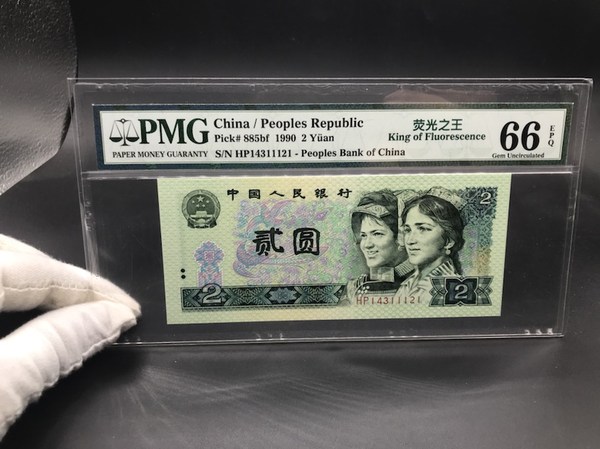 PMG
PAPER MONEY GUARANTY
China / Peoples Republic
Pick# 885bf 1990 2 Yüan
S/N HP14311121 - Peoples Bank of China
荧光之王
King of Fluorescence
66 EPQ
Gem Uncirculated
中国人民银行
2
贰圆
HP14311121
2
2